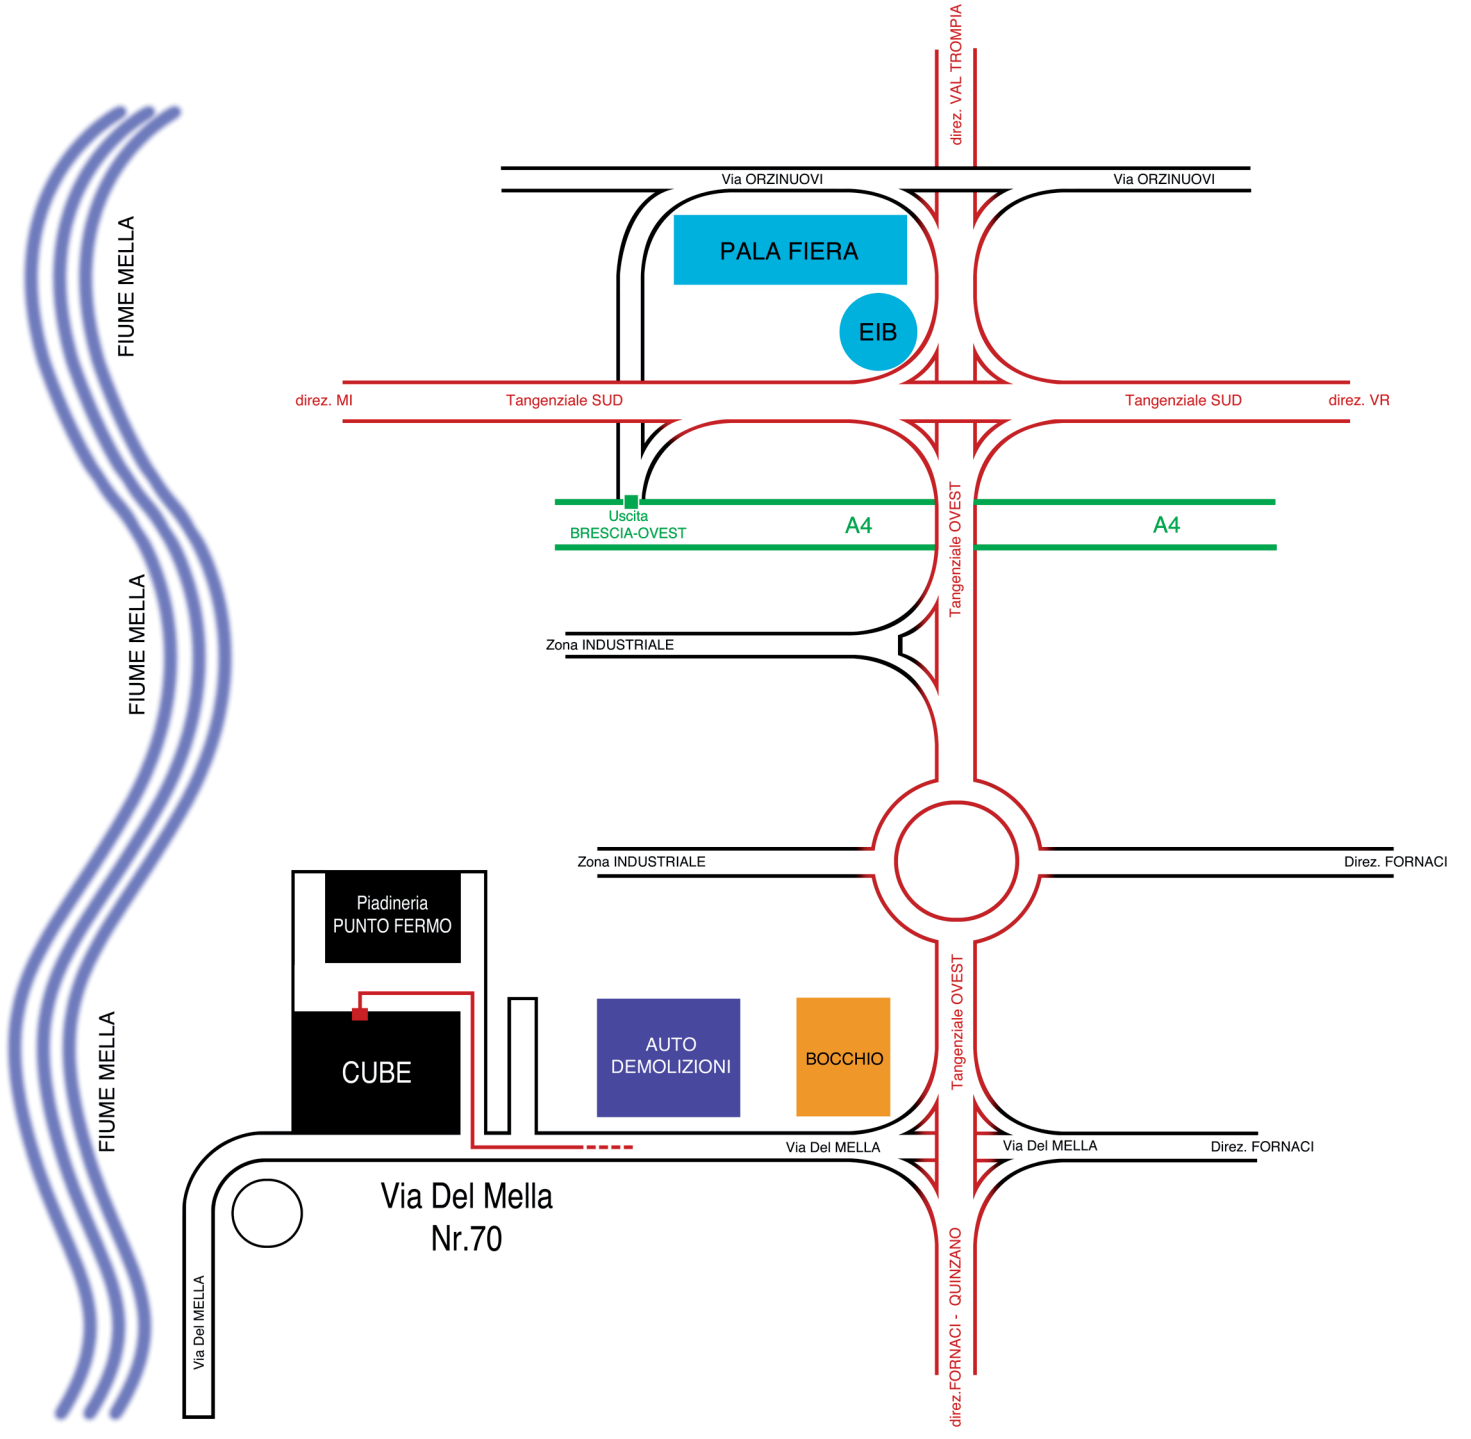 direz. VAL TROMPIA
Via ORZINUOVI
Via ORZINUOVI
FIUME MELLA
PALA FIERA
EIB
direz. MI
Tangenziale SUD
Tangenziale SUD
direz. VR
Uscita
BRESCIA-OVEST
A4
A4
Tangenziale OVEST
FIUME MELLA
Zona INDUSTRIALE
Zona INDUSTRIALE
Direz. FORNACI
Piadineria
PUNTO FERMO
Tangenziale OVEST
FIUME MELLA
CUBE
AUTO
DEMOLIZIONI
BOCCHIO
Via Del MELLA
Via Del MELLA
Direz. FORNACI
Via Del Mella
Nr.70
Via Del MELLA
direz.FORNACI - QUINZANO